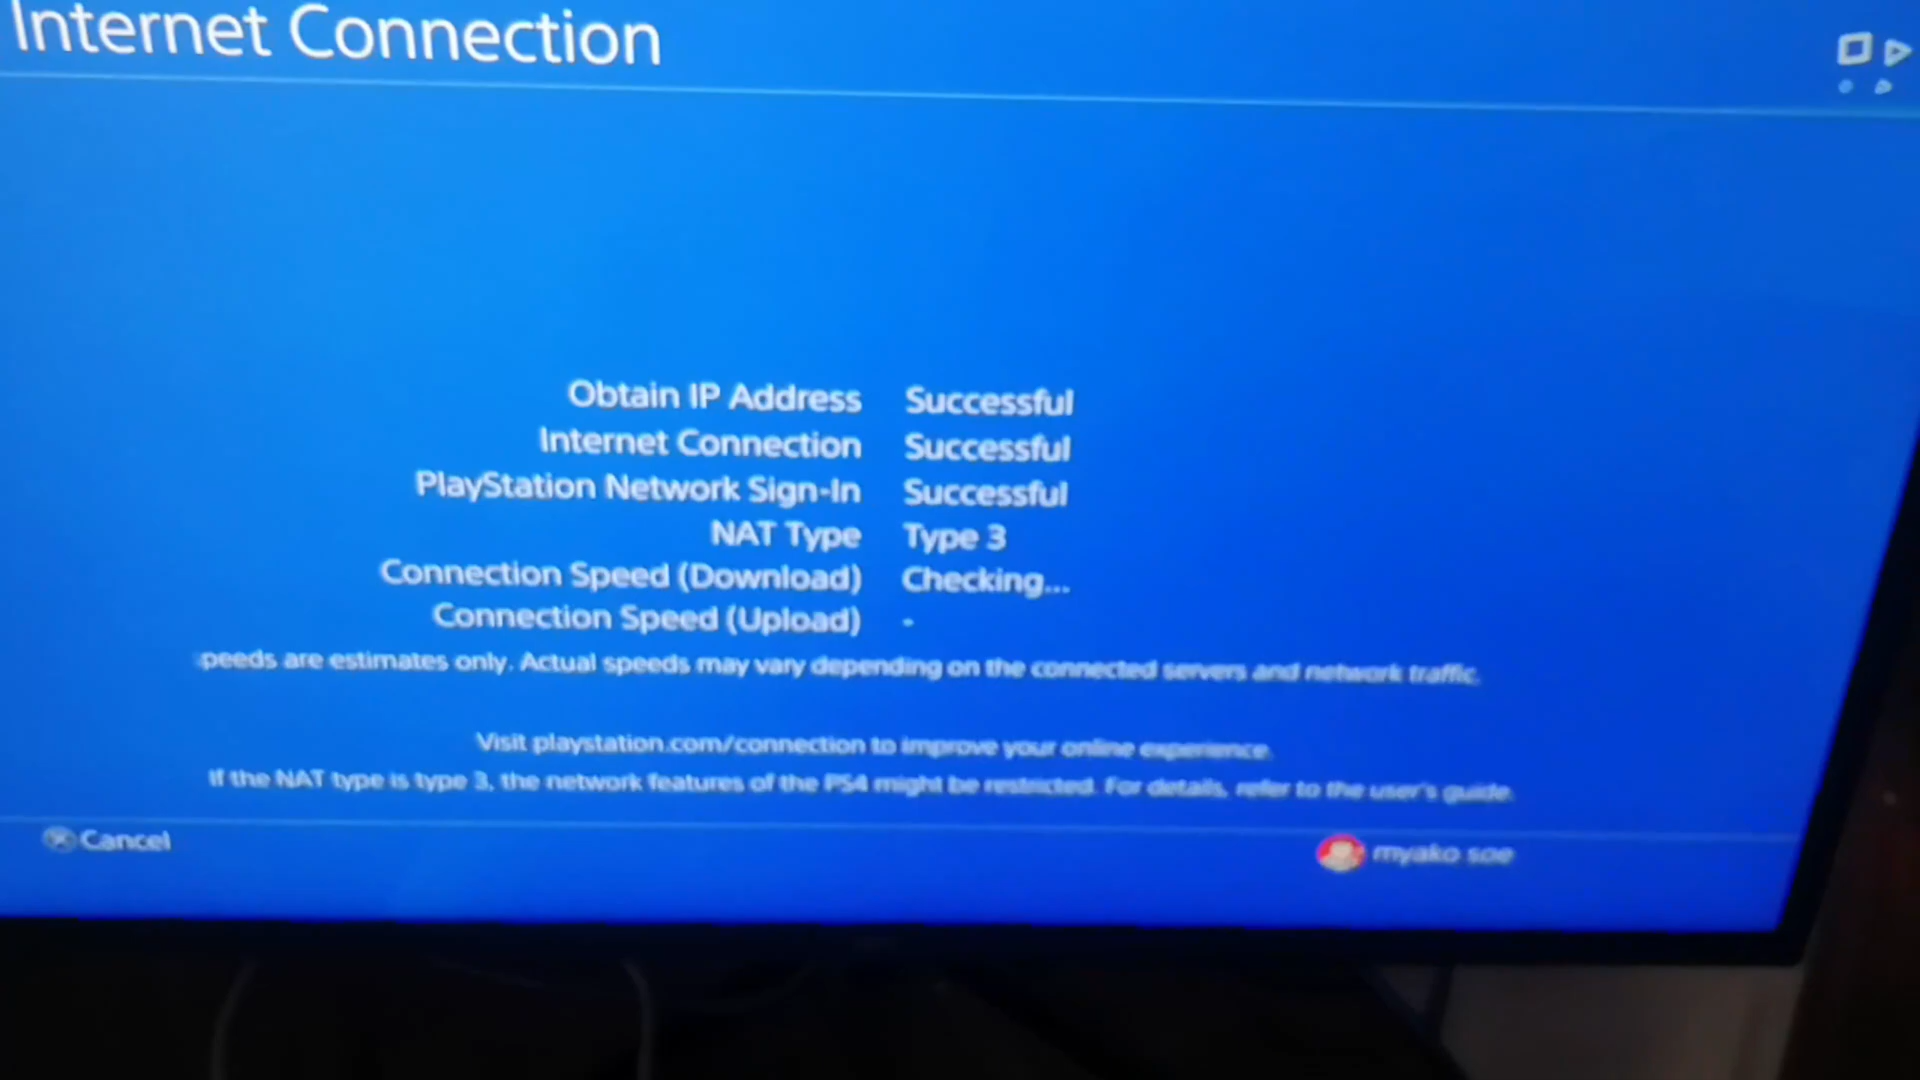 Internet Connection
Obtain IP Address Successful
Internet Connection Successful
PlayStation Network Sign-In Successful
NAT Type Type 3
Connection Speed (Download) Checking...
Connection Speed (Upload) -
peeds are estimates only. Actual speeds may vary depending on the connected servers and network traffic.
Visit playstation.com/connection to improve your online experience.
If the NAT type is type 3, the network features of the PS4 might be restricted. For details, refer to the user's guide.
Cancel
myako soe